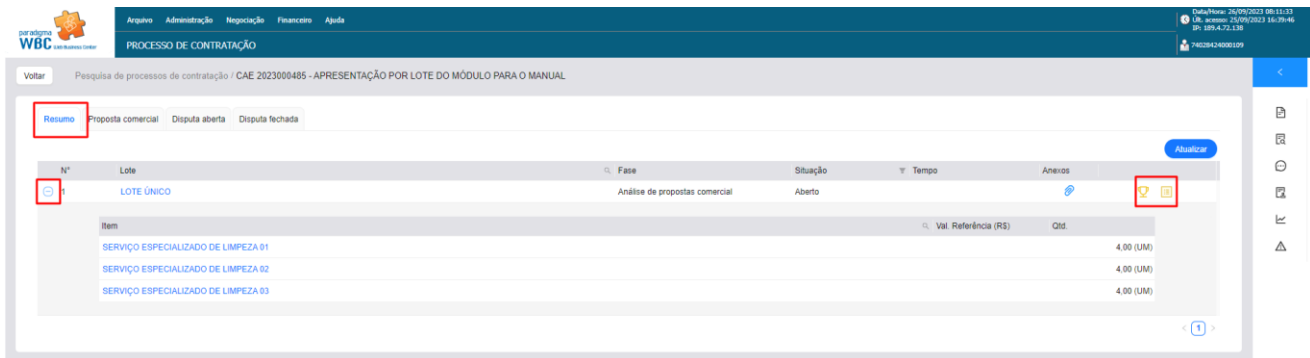 paradigma
WBC
Arquivo Administração Negociação Financeiro Ajuda
Data/Hora: 26/09/2023 08:11:33
Últ. acesso: 25/09/2023 16:39:46
IP: 189.4.72.138
PROCESSO DE CONTRATAÇÃO
74028424000109
Voltar
Pesquisa de processos de contratação / CAE 2023000485 - APRESENTAÇÃO POR LOTE DO MÓDULO PARA O MANUAL
Resumo Proposta comercial Disputa aberta Disputa fechada
Atualizar
N° Lote Fase Situação Tempo Anexos
1 LOTE ÚNICO Análise de propostas comercial Aberto
Item Val. Referência (R$) Qtd.
SERVIÇO ESPECIALIZADO DE LIMPEZA 01 4,00 (UM)
SERVIÇO ESPECIALIZADO DE LIMPEZA 02 4,00 (UM)
SERVIÇO ESPECIALIZADO DE LIMPEZA 03 4,00 (UM)
< 1 >